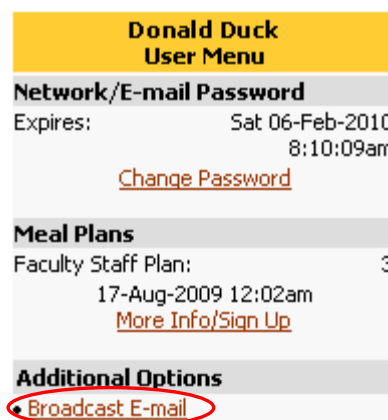 Donald Duck
User Menu
Network/E-mail Password
Expires: Sat 06-Feb-2010
8:10:09am
Change Password
Meal Plans
Faculty Staff Plan: 3
17-Aug-2009 12:02am
More Info/Sign Up
Additional Options
• Broadcast E-mail